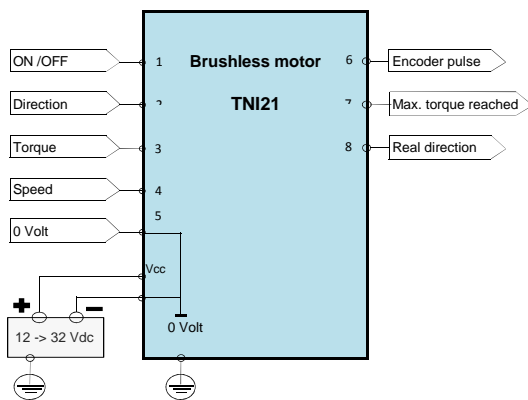 ON /OFF
1
Brushless motor
6
Encoder pulse
Direction
TNI21
7
Max. torque reached
Torque
3
8
Real direction
Speed
4
5
0 Volt
Vcc
+
−
12 -> 32 Vdc
0 Volt